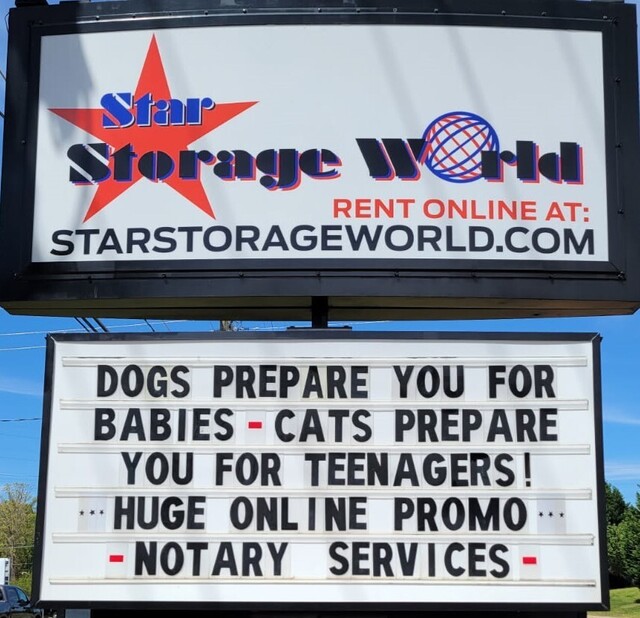 Star
Storage World
RENT ONLINE AT:
STARSTORAGEWORLD.COM
DOGS PREPARE YOU FOR
BABIES - CATS PREPARE
YOU FOR TEENAGERS!
... HUGE ONLINE PROMO ...
- NOTARY SERVICES -